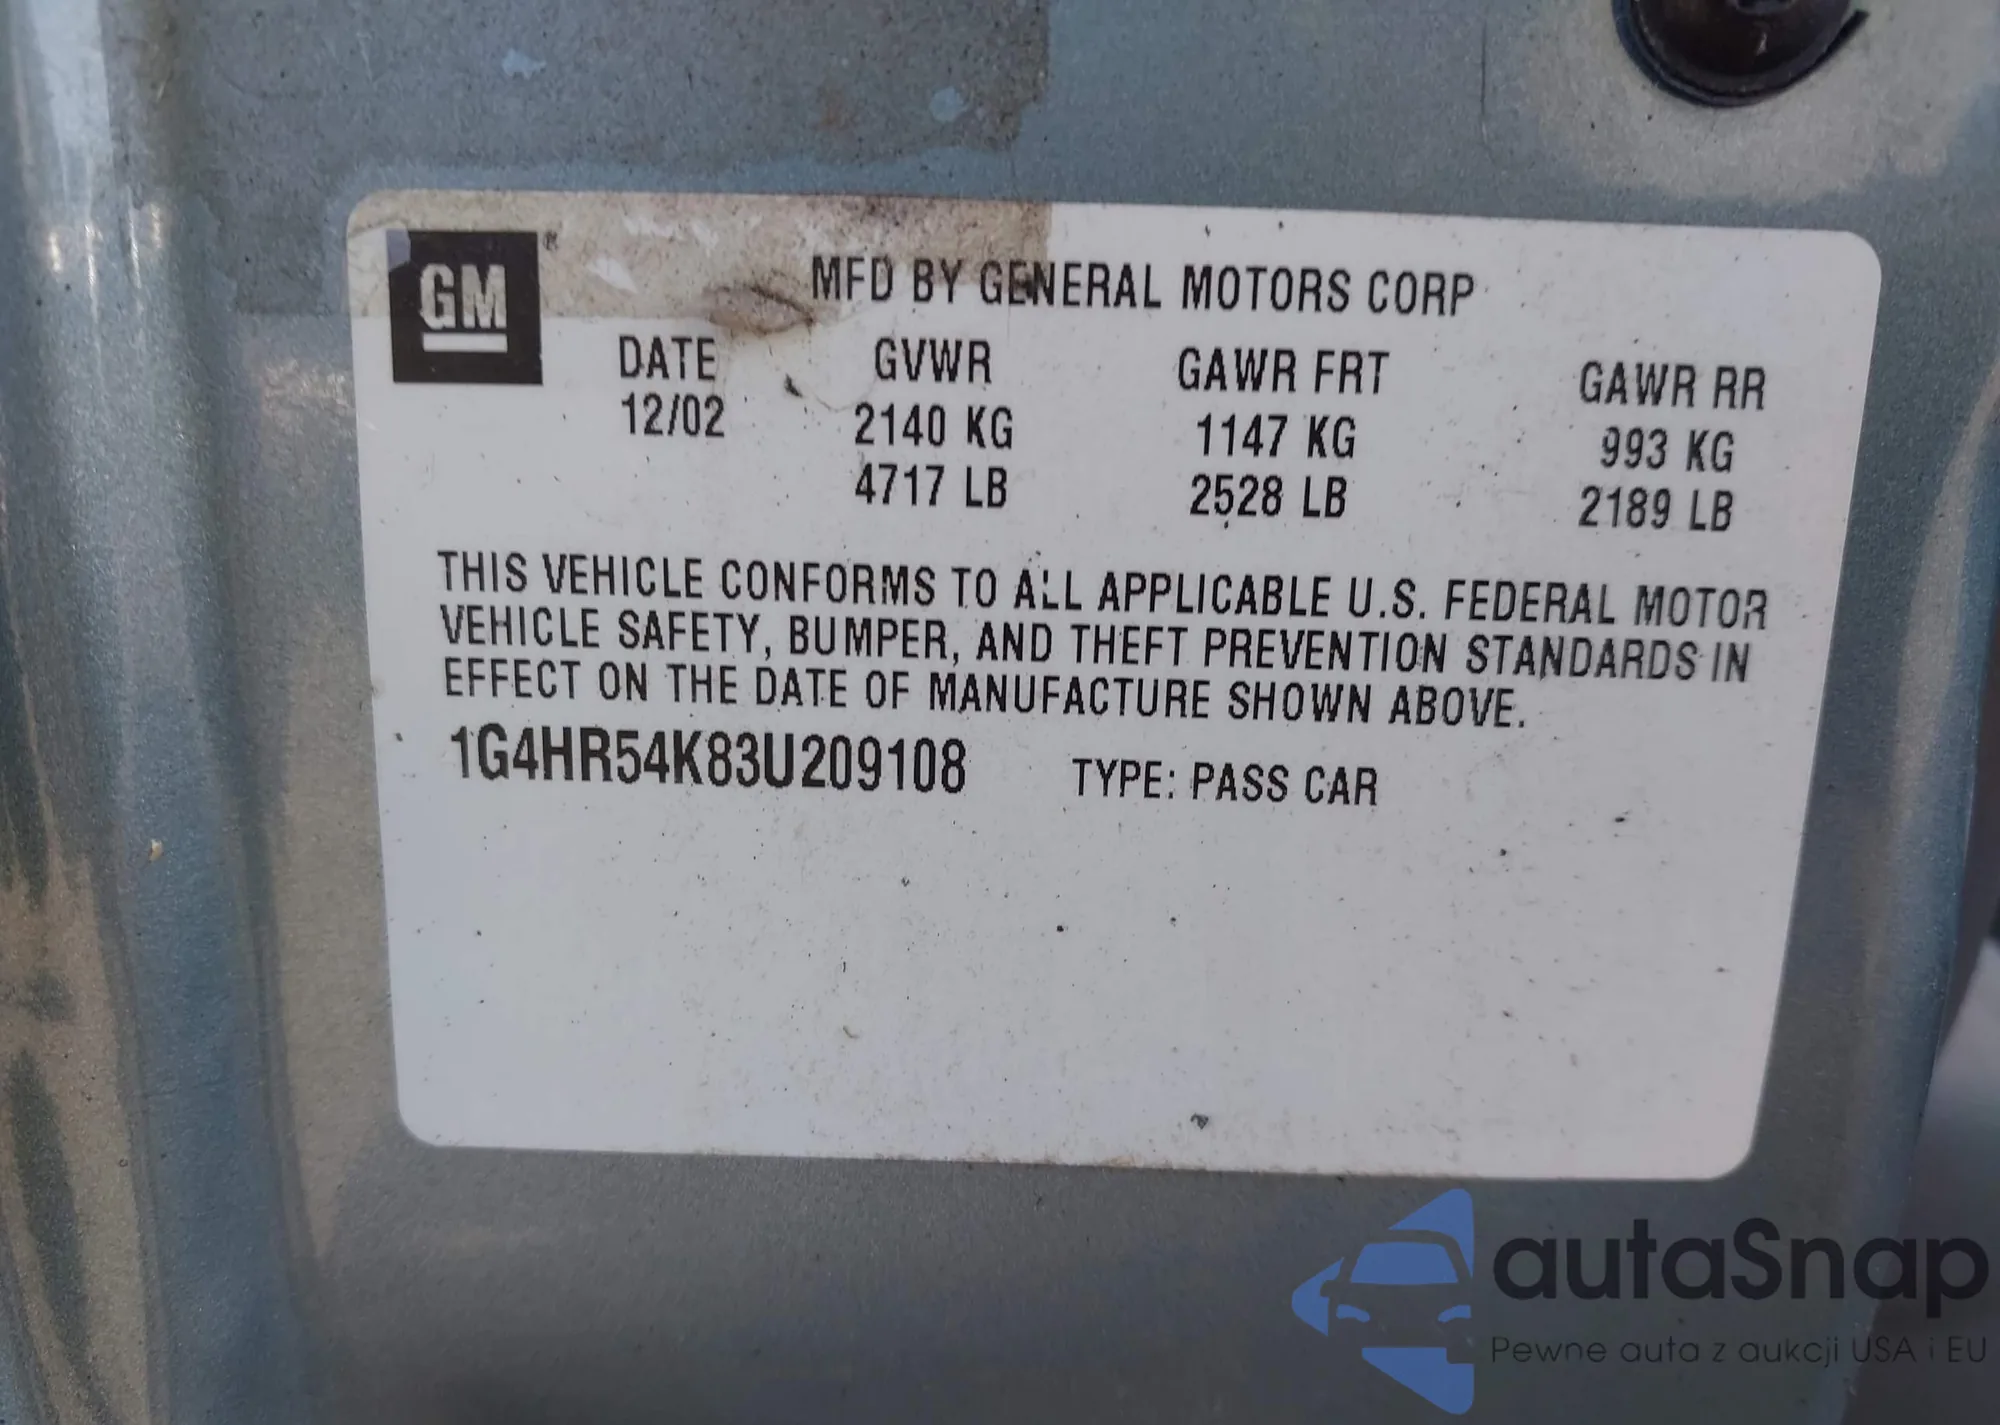 GM®
MFD BY GENERAL MOTORS CORP
DATE GVWR GAWR FRT GAWR RR
12/02 2140 KG 1147 KG 993 KG
4717 LB 2528 LB 2189 LB
THIS VEHICLE CONFORMS TO ALL APPLICABLE U.S. FEDERAL MOTOR
VEHICLE SAFETY, BUMPER, AND THEFT PREVENTION STANDARDS IN
EFFECT ON THE DATE OF MANUFACTURE SHOWN ABOVE.
1G4HR54K83U209108 TYPE: PASS CAR
autaSnap
Pewne auta z aukcji USA i EU